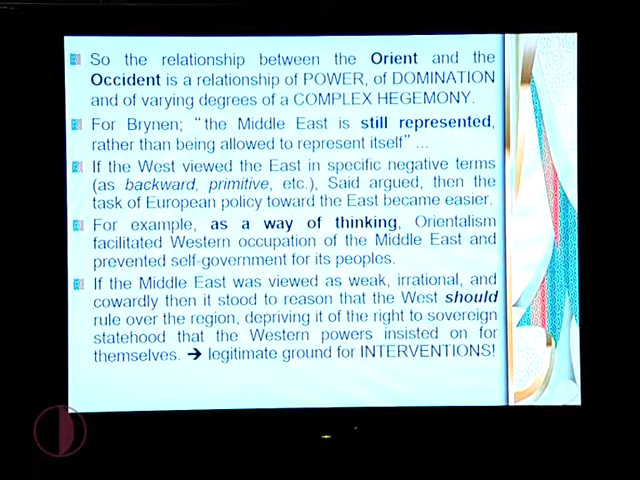 So the relationship between the Orient and the
Occident is a relationship of POWER, of DOMINATION
and of varying degrees of a COMPLEX HEGEMONY.
For Brynen; “the Middle East is still represented,
rather than being allowed to represent itself” ...
If the West viewed the East in specific negative terms
(as backward, primitive, etc.), Said argued, then the
task of European policy toward the East became easier.
For example, as a way of thinking, Orientalism
facilitated Western occupation of the Middle East and
prevented self-government for its peoples.
If the Middle East was viewed as weak, irrational, and
cowardly then it stood to reason that the West should
rule over the region, depriving it of the right to sovereign
statehood that the Western powers insisted on for
themselves. ➔ legitimate ground for INTERVENTIONS!